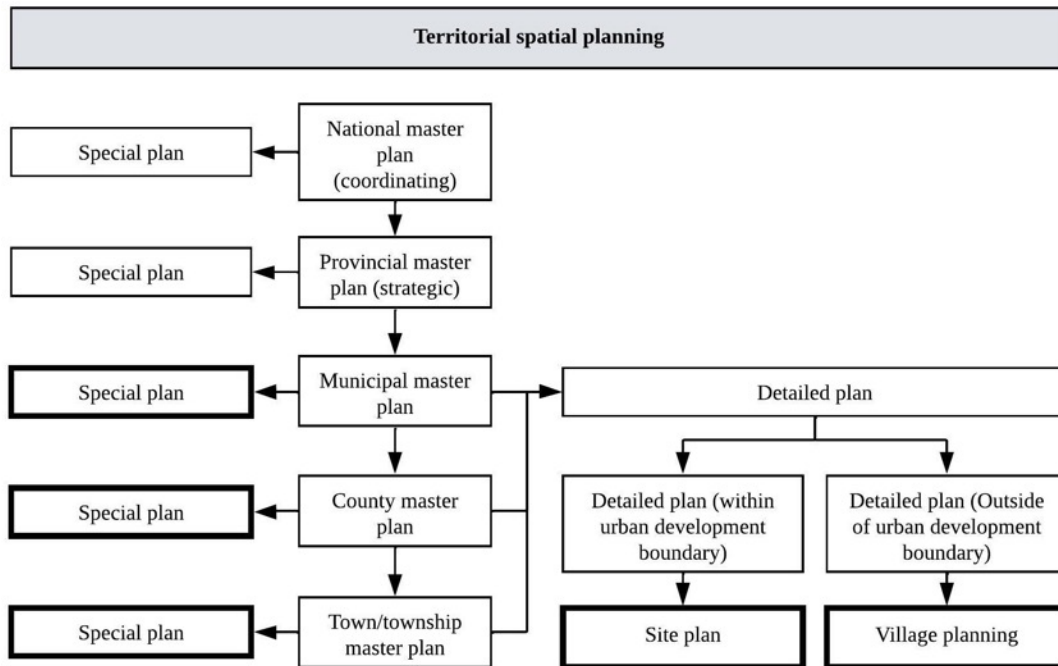 Territorial spatial planning
Special plan
National master
plan
(coordinating)
Special plan
Provincial master
plan (strategic)
Special plan
Municipal master
plan
Detailed plan
Special plan
County master
plan
Detailed plan (within
urban development
boundary)
Detailed plan (Outside
of urban development
boundary)
Special plan
Town/township
master plan
Site plan
Village planning